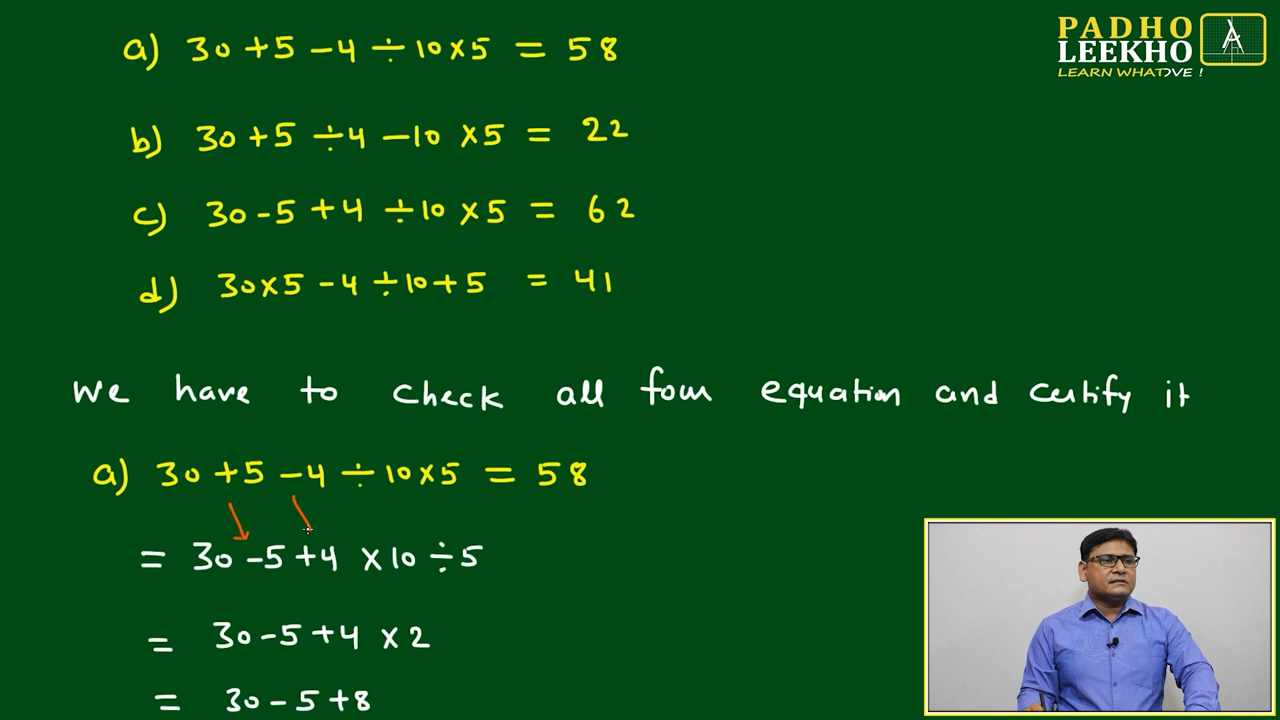 PADHO
LEEKHO
a) 30 + 5 - 4 ÷ 10 × 5 = 58
b) 30 + 5 ÷ 4 - 10 × 5 = 22
c) 30 - 5 + 4 ÷ 10 × 5 = 62
d) 30 × 5 - 4 ÷ 10 + 5 = 41
we have to check all four equation and certify it
a) 30 + 5 - 4 ÷ 10 × 5 = 58
= 30 - 5 + 4 × 10 ÷ 5
= 30 - 5 + 4 × 2
= 30 - 5 + 8